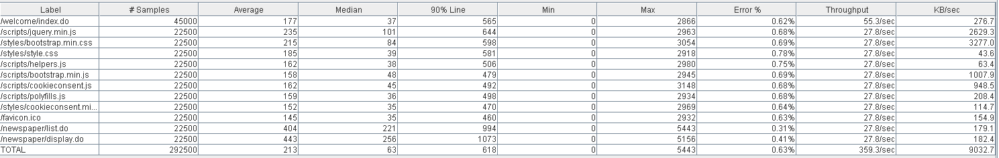 Label # Samples Average Median 90% Line Min Max Error % Throughput KB/sec
/welcome/index.do 45000 177 37 565 0 2866 0.62% 55.3/sec 276.7
/scripts/jquery.min.js 22500 235 101 644 0 2963 0.68% 27.8/sec 2629.3
/styles/bootstrap.min.css 22500 215 84 598 0 3054 0.69% 27.8/sec 3277.0
/styles/style.css 22500 185 39 581 0 2918 0.78% 27.8/sec 43.6
/scripts/helpers.js 22500 162 38 506 0 2980 0.75% 27.8/sec 63.4
/scripts/bootstrap.min.js 22500 158 48 479 0 2945 0.69% 27.8/sec 1007.9
/scripts/cookieconsent.js 22500 162 45 492 0 3148 0.68% 27.8/sec 948.5
/scripts/polyfills.js 22500 159 36 498 0 2934 0.68% 27.8/sec 208.4
/styles/cookieconsent.mi... 22500 152 35 470 0 2969 0.64% 27.8/sec 114.7
/favicon.ico 22500 145 35 460 0 2932 0.63% 27.8/sec 154.9
/newspaper/list.do 22500 404 221 994 0 5443 0.31% 27.8/sec 179.1
/newspaper/display.do 22500 443 256 1073 0 5156 0.41% 27.8/sec 182.4
TOTAL 292500 213 63 618 0 5443 0.63% 359.3/sec 9032.7